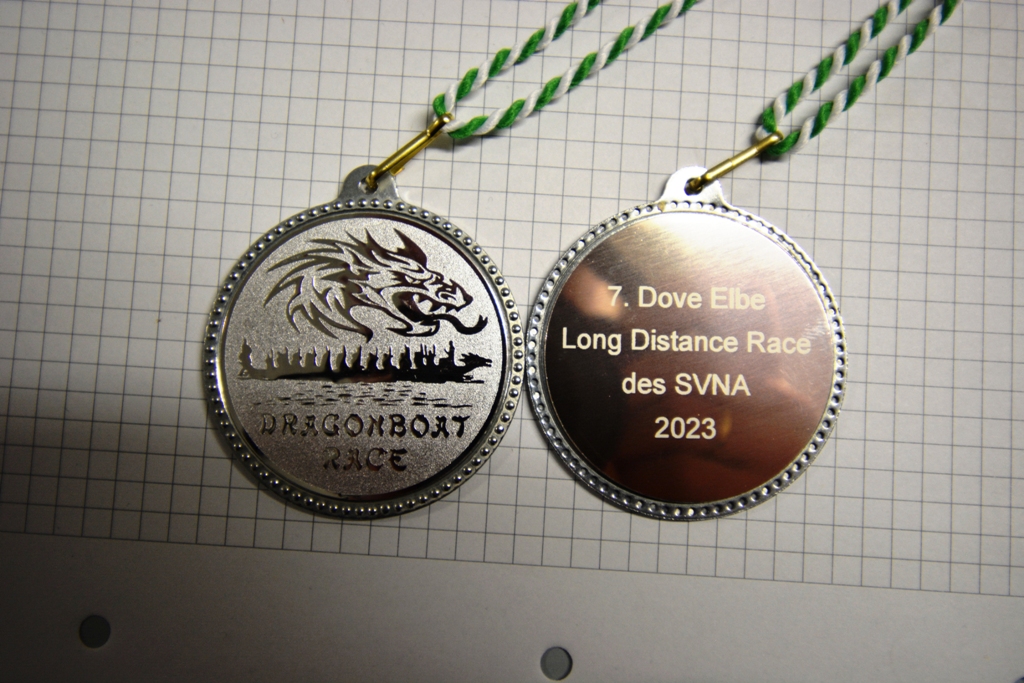 DRAGONBOAT
RACE
7. Dove Elbe
Long Distance Race
des SVNA
2023